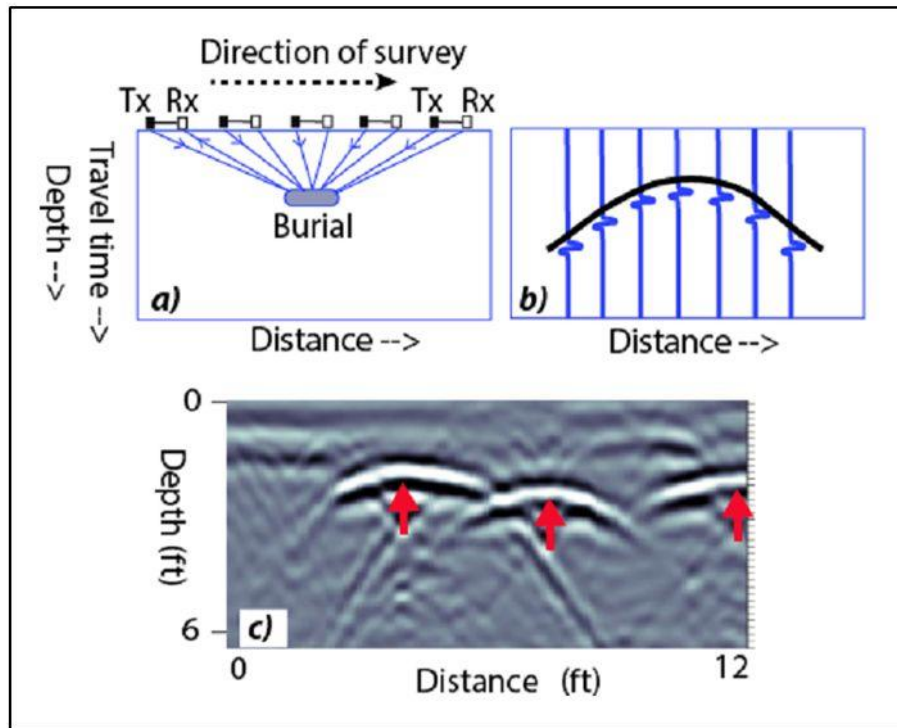 Direction of survey
Tx Rx Tx Rx
Travel time -->
Depth -->
Burial
a)
Distance -->
b)
Distance -->
0
Depth (ft)
6
c)
0
12
Distance (ft)